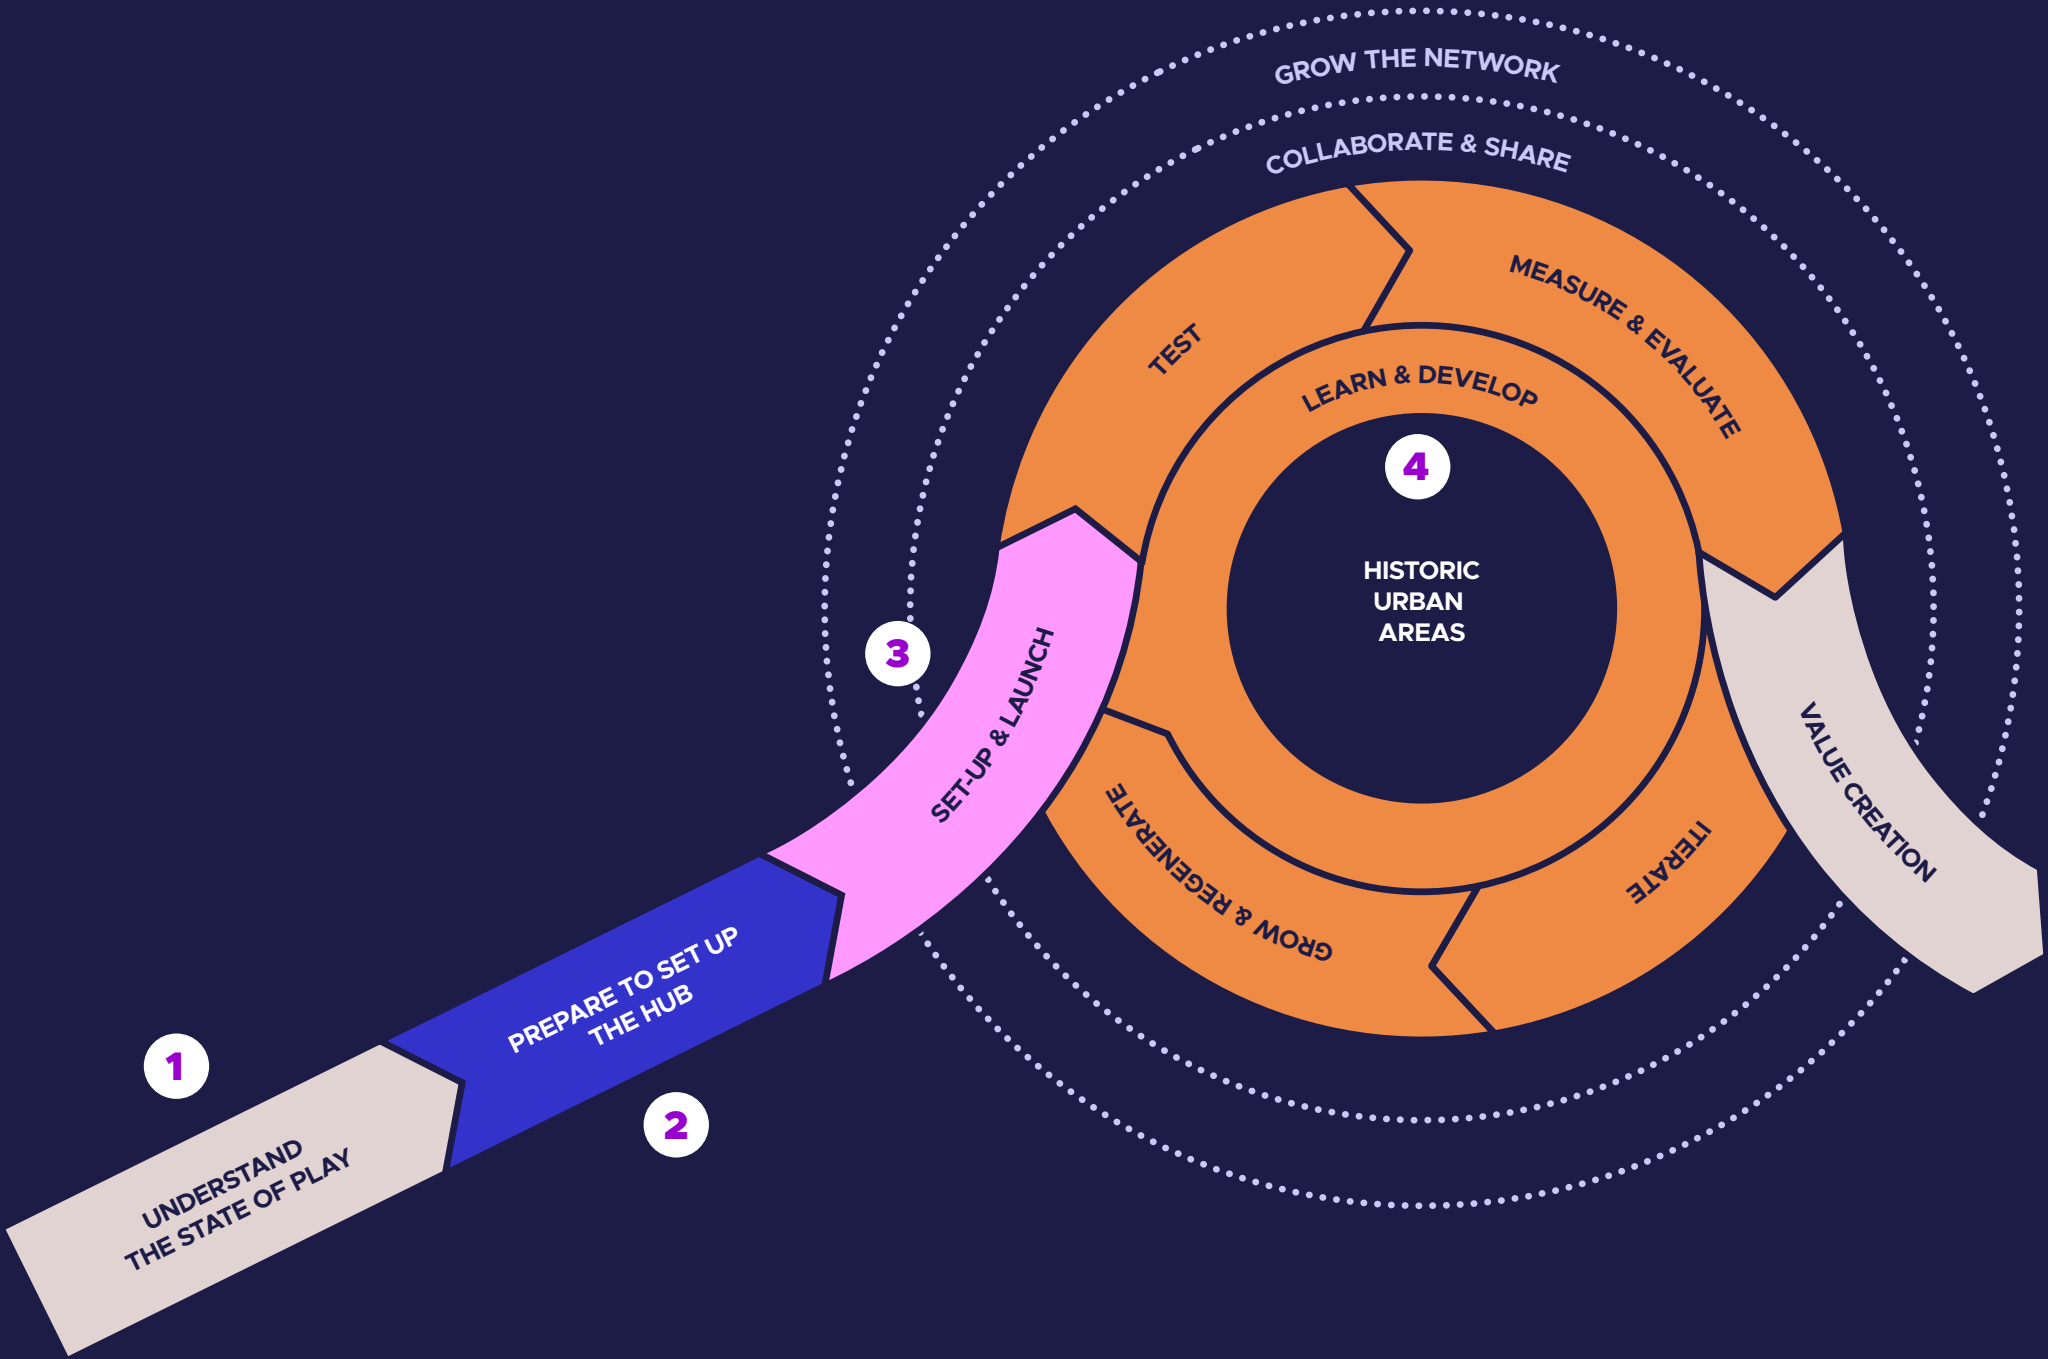 GROW THE NETWORK
COLLABORATE & SHARE
TEST
MEASURE & EVALUATE
LEARN & DEVELOP
4
HISTORIC
URBAN
AREAS
3
SET-UP & LAUNCH
VALUE CREATION
ITERATE
GROW & REGENERATE
PREPARE TO SET UP
THE HUB
2
1
UNDERSTAND
THE STATE OF PLAY